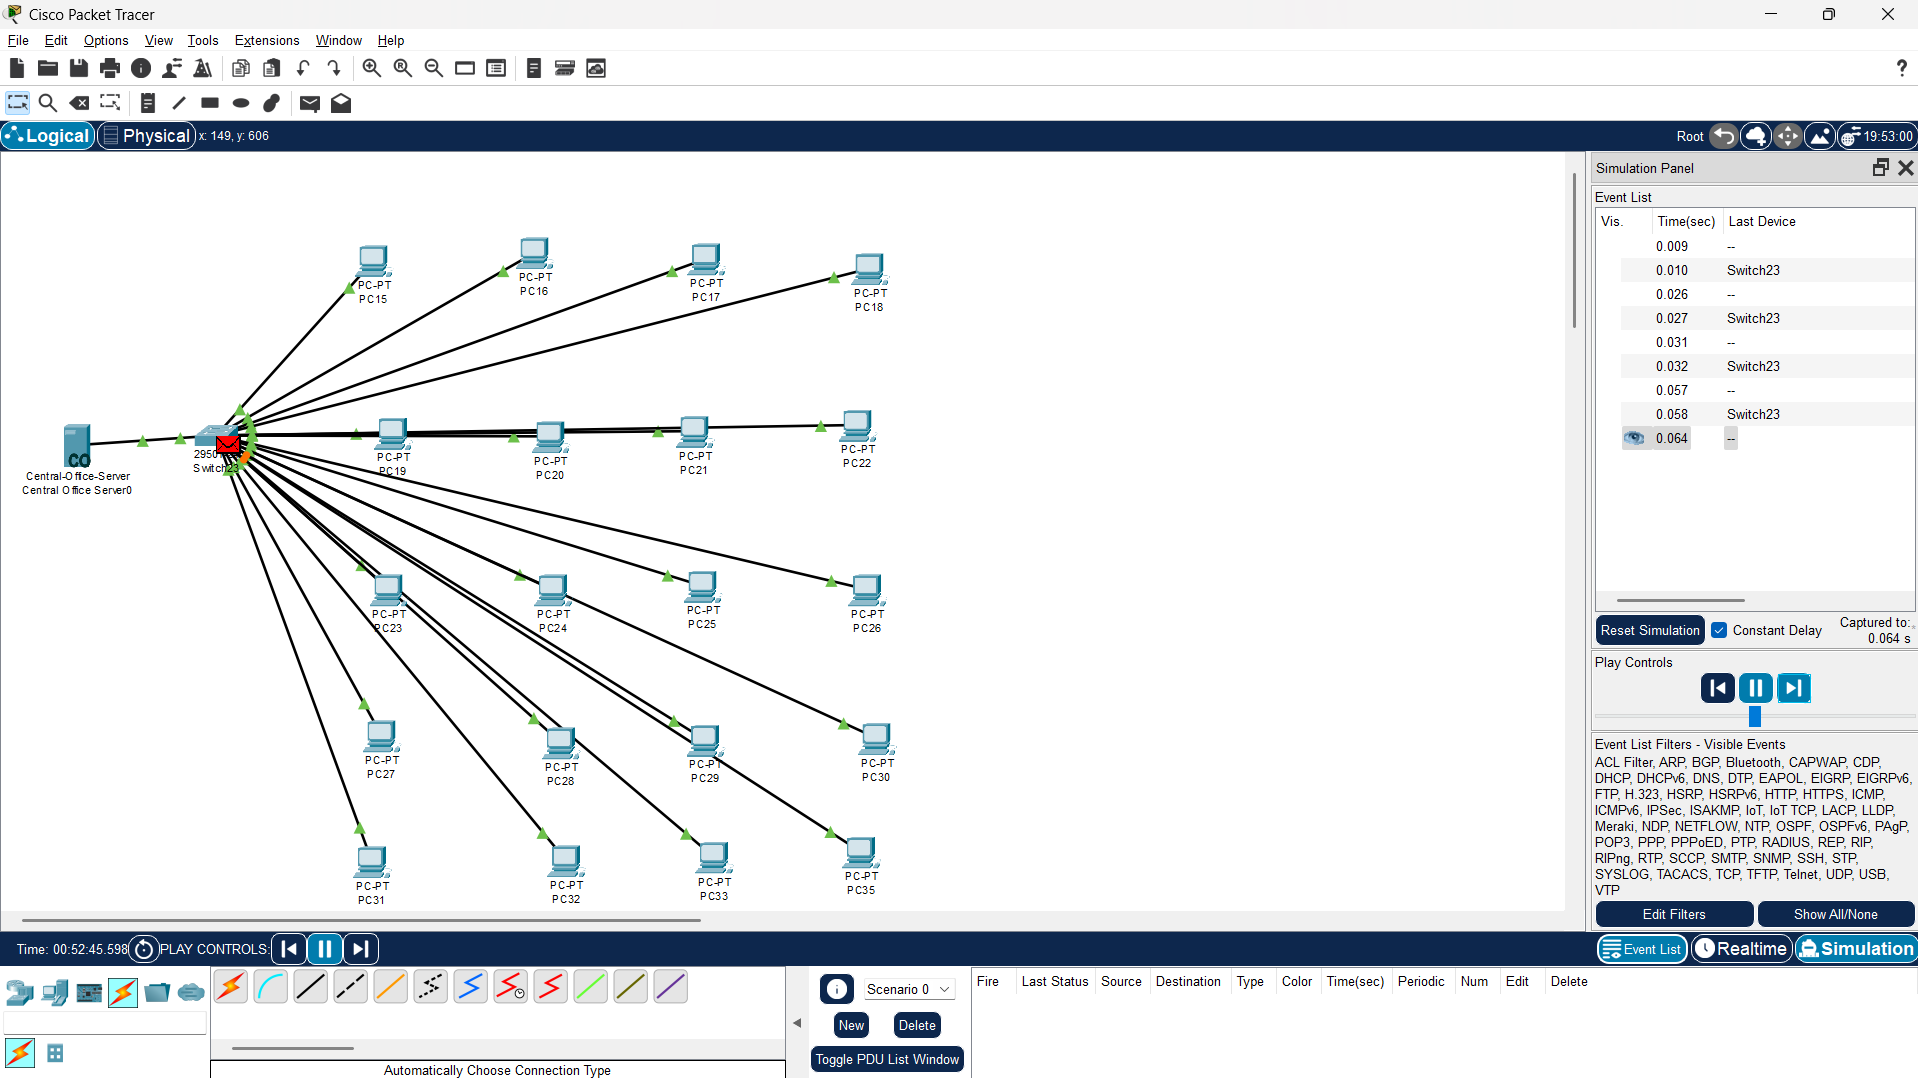 Cisco Packet Tracer
File Edit Options View Tools Extensions Window Help
Logical Physical x: 149, y: 606 Root 19:53:00
PC-PT
PC15
PC-PT
PC16
PC-PT
PC17
PC-PT
PC18
Central-Office-Server
Central Office Server0
2950
Switch23
PC-PT
PC19
PC-PT
PC20
PC-PT
PC21
PC-PT
PC22
PC-PT
PC23
PC-PT
PC24
PC-PT
PC25
PC-PT
PC26
PC-PT
PC27
PC-PT
PC28
PC-PT
PC29
PC-PT
PC30
PC-PT
PC31
PC-PT
PC32
PC-PT
PC33
PC-PT
PC35
Simulation Panel
Event List
Vis. Time(sec) Last Device
0.009 --
0.010 Switch23
0.026 --
0.027 Switch23
0.031 --
0.032 Switch23
0.057 --
0.058 Switch23
0.064 --
Reset Simulation Constant Delay Captured to:
0.064 s
Play Controls
Event List Filters - Visible Events
ACL Filter, ARP, BGP, Bluetooth, CAPWAP, CDP,
DHCP, DHCPv6, DNS, DTP, EAPOL, EIGRP, EIGRPv6,
FTP, H.323, HSRP, HSRPv6, HTTP, HTTPS, ICMP,
ICMPv6, IPSec, ISAKMP, IoT, IoT TCP, LACP, LLDP,
Meraki, NDP, NETFLOW, NTP, OSPF, OSPFv6, PAgP,
POP3, PPP, PPPoED, PTP, RADIUS, REP, RIP,
RIPng, RTP, SCCP, SMTP, SNMP, SSH, STP,
SYSLOG, TACACS, TCP, TFTP, Telnet, UDP, USB,
VTP
Edit Filters Show All/None
Time: 00:52:45.598 PLAY CONTROLS: Event List Realtime Simulation
Scenario 0
New Delete
Toggle PDU List Window
Fire Last Status Source Destination Type Color Time(sec) Periodic Num Edit Delete
Automatically Choose Connection Type